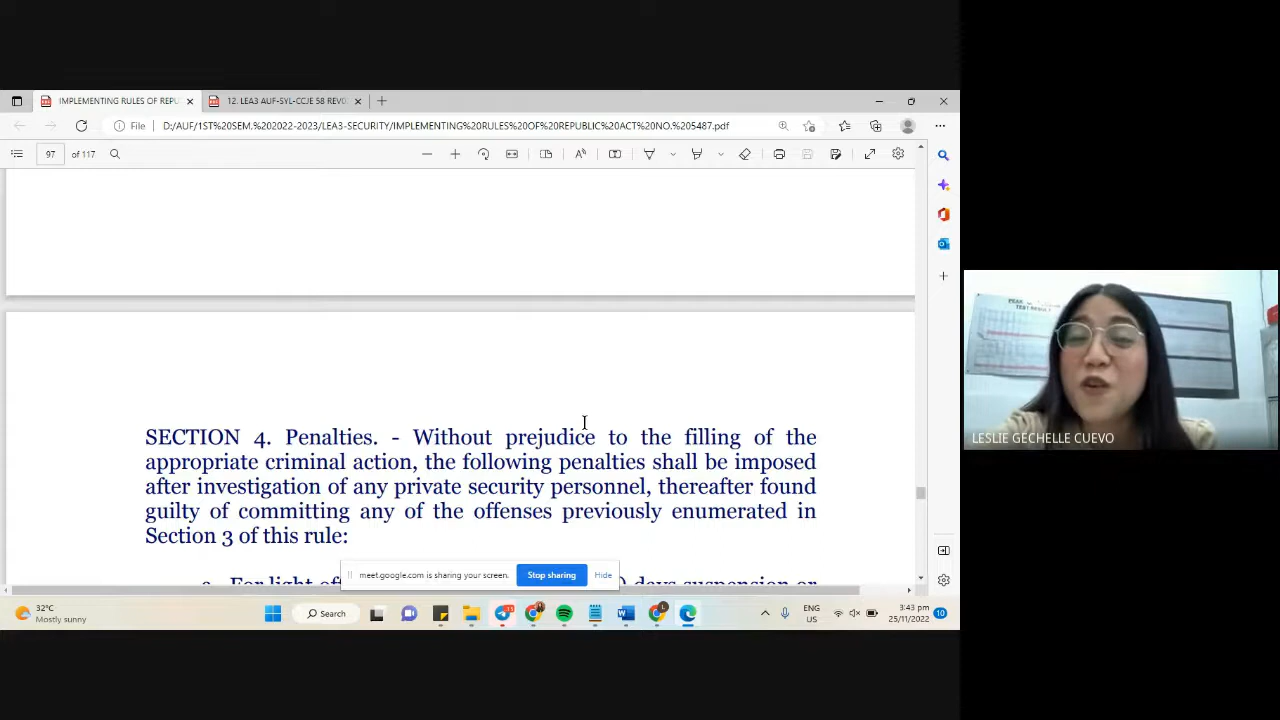 IMPLEMENTING RULES OF REPU
12. LEA3 AUF-SYL-CCJE 58 REV0
File
D:/AUF/1ST%20SEM.%202022-2023/LEA3-SECURITY/IMPLEMENTING%20RULES%20OF%20REPUBLIC%20ACT%20NO.%205487.pdf
97 of 117
SECTION 4. Penalties. - Without prejudice to the filling of the
appropriate criminal action, the following penalties shall be imposed
after investigation of any private security personnel, thereafter found
guilty of committing any of the offenses previously enumerated in
Section 3 of this rule:
meet.google.com is sharing your screen.
Stop sharing
Hide
TEST RESULT
LESLIE GECHELLE CUEVO
32°C
Mostly sunny
Search
ENG
US
3:43 pm
25/11/2022
10